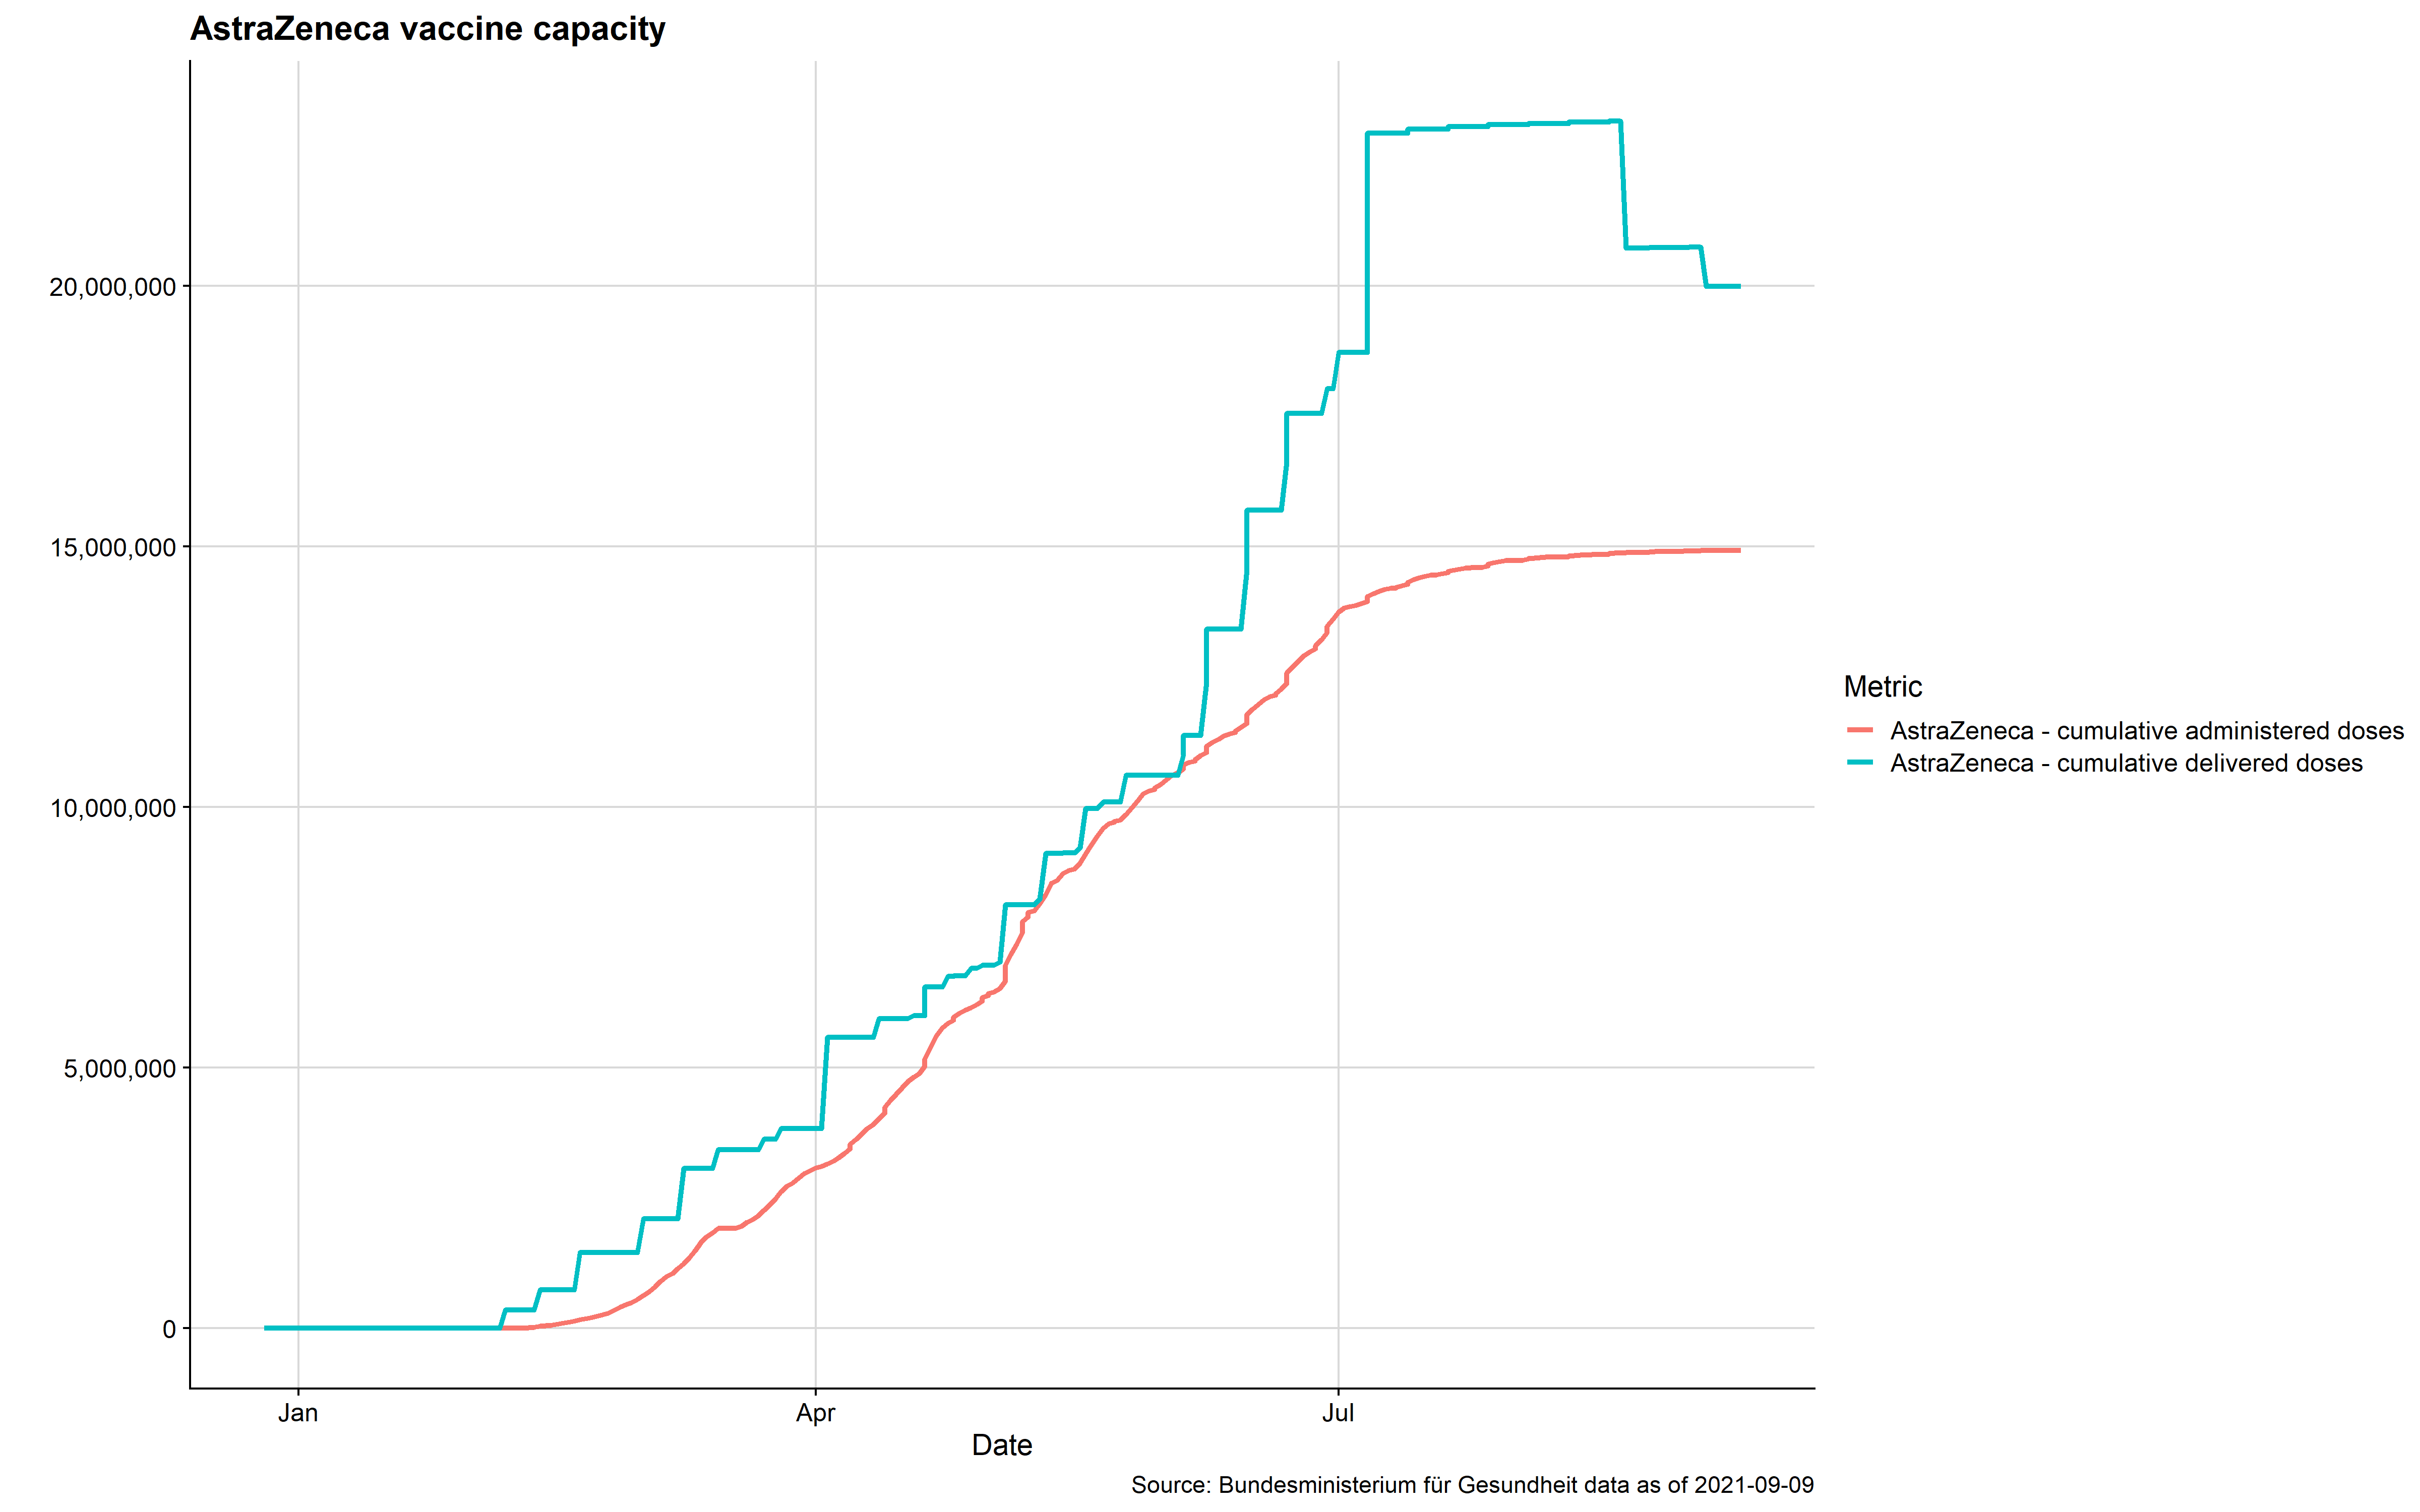 AstraZeneca vaccine capacity
20,000,000
15,000,000
10,000,000
5,000,000
0
Jan Apr Jul
Date
Metric
AstraZeneca - cumulative administered doses
AstraZeneca - cumulative delivered doses
Source: Bundesministerium für Gesundheit data as of 2021-09-09